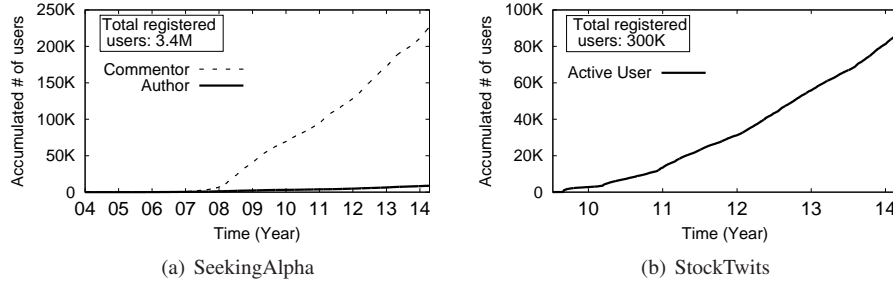 250K
200K
150K
100K
50K
0
Accumulated # of users
Total registered
users: 3.4M
Commentor
Author
04 05 06 07 08 09 10 11 12 13 14
Time (Year)
(a) SeekingAlpha
100K
80K
60K
40K
20K
0
Accumulated # of users
Total registered
users: 300K
Active User
10 11 12 13 14
Time (Year)
(b) StockTwits